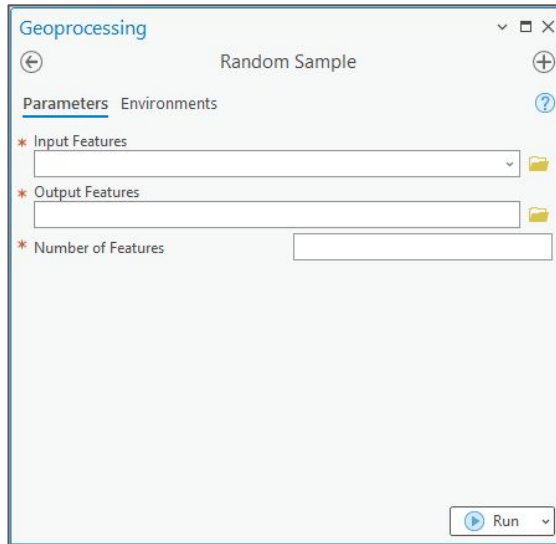 Geoprocessing
Random Sample
Parameters Environments
* Input Features
* Output Features
* Number of Features
Run